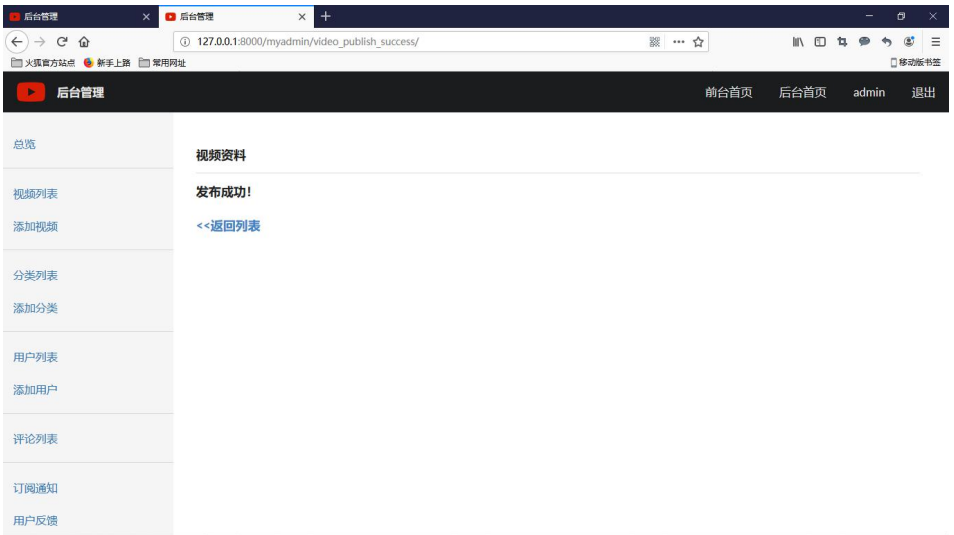 后台管理
后台管理
127.0.0.1:8000/myadmin/video_publish_success/
火狐官方站点 新手上路 常用网址 移动版书签
后台管理 前台首页 后台首页 admin 退出
总览
视频列表
添加视频
分类列表
添加分类
用户列表
添加用户
评论列表
订阅通知
用户反馈
视频资料
发布成功!
<<返回列表